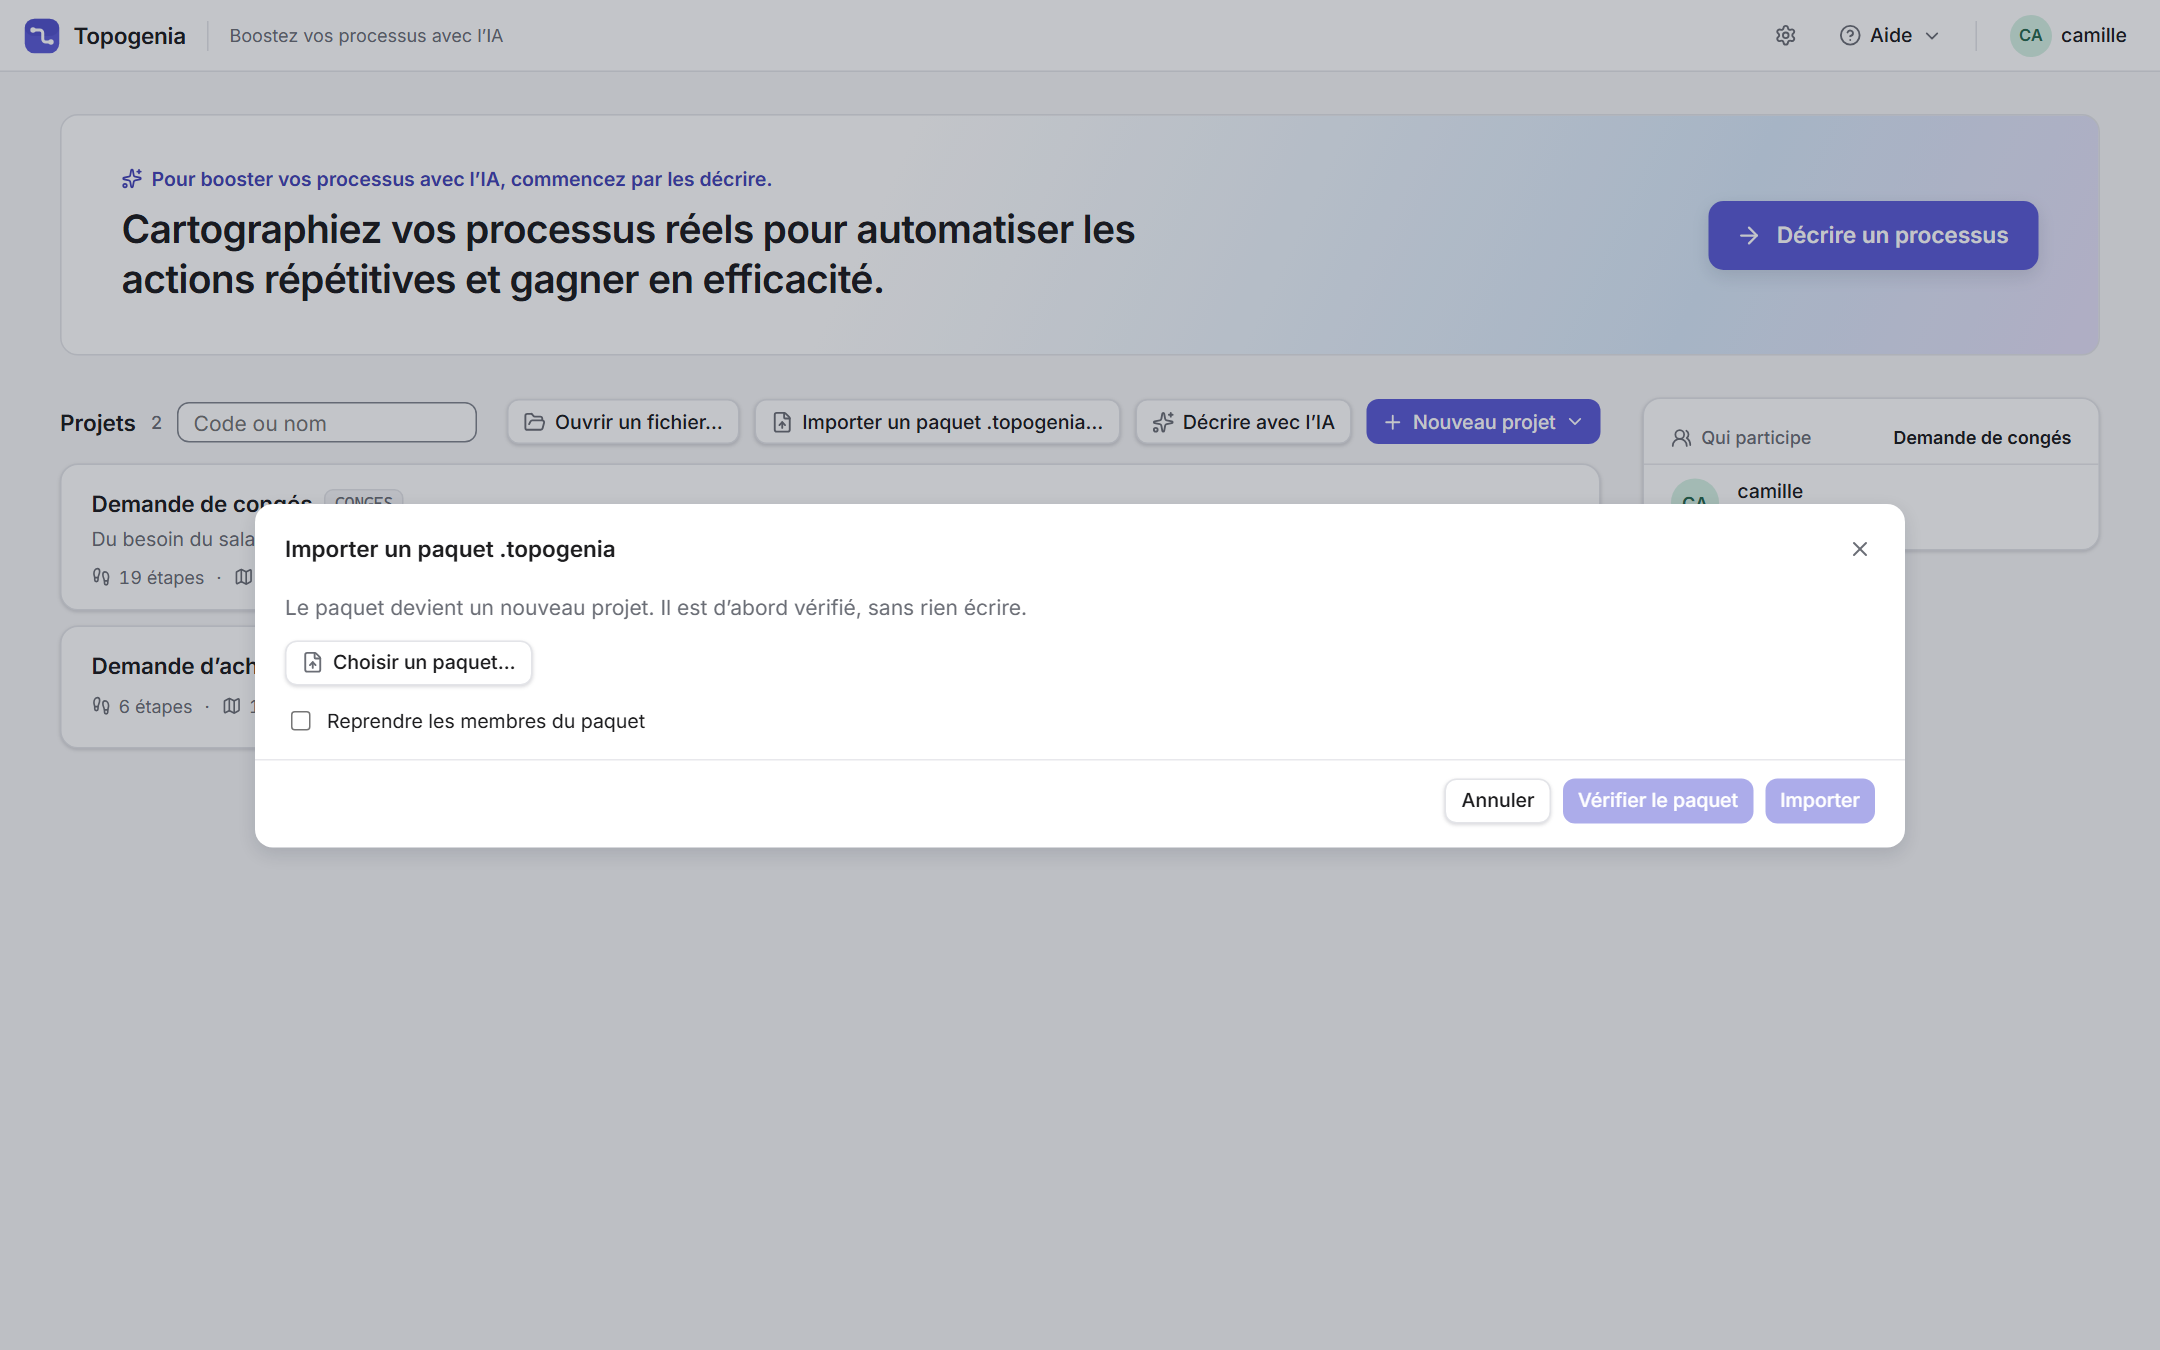 Topogenia
Boostez vos processus avec l’IA
Aide
CA
camille
Pour booster vos processus avec l’IA, commencez par les décrire.
Cartographiez vos processus réels pour automatiser les
actions répétitives et gagner en efficacité.
Décrire un processus
Projets 2
Code ou nom
Ouvrir un fichier...
Importer un paquet .topogenia...
Décrire avec l’IA
Nouveau projet
Qui participe
Demande de congés
camille
CA
Demande de congés CONGES
Du besoin du sala
19 étapes ·
Demande d’ach
6 étapes ·
Importer un paquet .topogenia
Le paquet devient un nouveau projet. Il est d’abord vérifié, sans rien écrire.
Choisir un paquet...
Reprendre les membres du paquet
Annuler
Vérifier le paquet
Importer